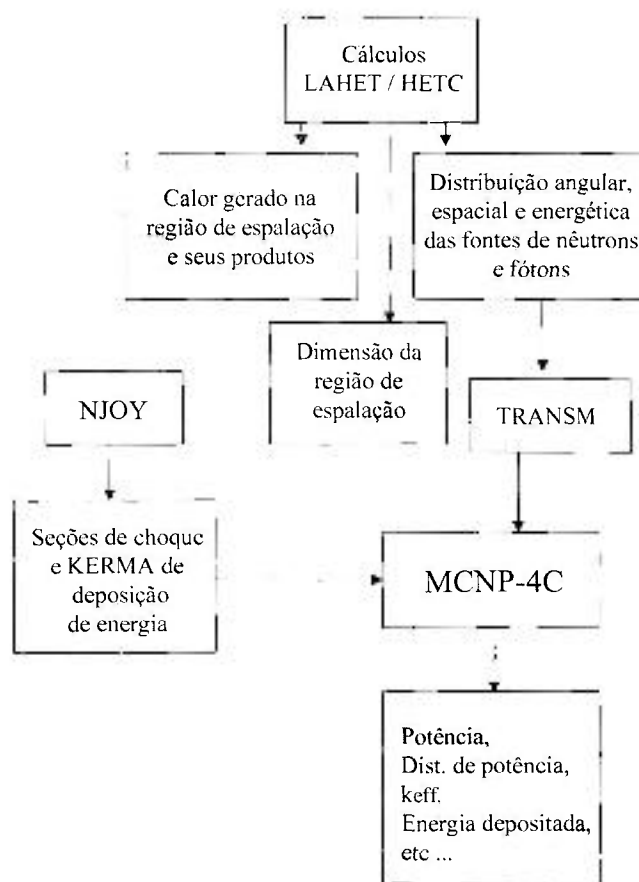 Cálculos
LAHET / HETC
Calor gerado na
região de espalação
e seus produtos
Distribuição angular,
espacial e energética
das fontes de nêutrons
e fótons
Dimensão da
região de
espalação
NJOY
TRANSM
Seções de choque
e KERMA de
deposição
de energia
MCNP-4C
Potência,
Dist. de potência,
keff.
Energia depositada,
etc ...